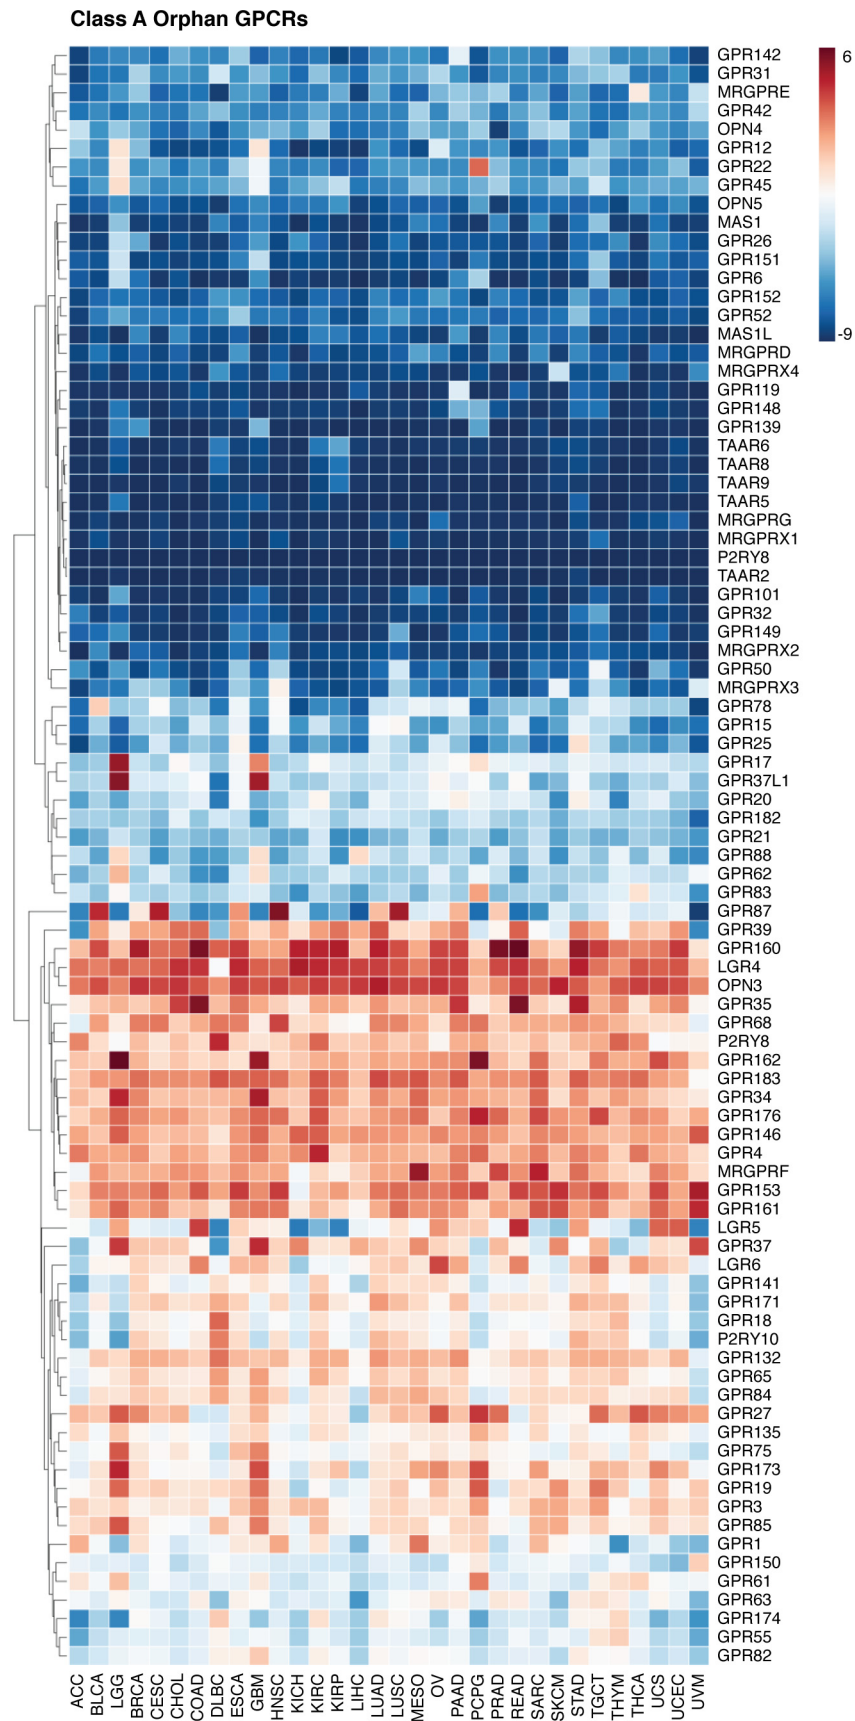 Class A Orphan GPCRs
6
-9
GPR142
GPR31
MRGPRE
GPR42
OPN4
GPR12
GPR22
GPR45
OPN5
MAS1
GPR26
GPR151
GPR6
GPR152
GPR52
MAS1L
MRGPRD
MRGPRX4
GPR119
GPR148
GPR139
TAAR6
TAAR8
TAAR9
TAAR5
MRGPRG
MRGPRX1
P2RY8
TAAR2
GPR101
GPR32
GPR149
MRGPRX2
GPR50
MRGPRX3
GPR78
GPR15
GPR25
GPR17
GPR37L1
GPR20
GPR182
GPR21
GPR88
GPR62
GPR83
GPR87
GPR39
GPR160
LGR4
OPN3
GPR35
GPR68
P2RY8
GPR162
GPR183
GPR34
GPR176
GPR146
GPR4
MRGPRF
GPR153
GPR161
LGR5
GPR37
LGR6
GPR141
GPR171
GPR18
P2RY10
GPR132
GPR65
GPR84
GPR27
GPR135
GPR75
GPR173
GPR19
GPR3
GPR85
GPR1
GPR150
GPR61
GPR63
GPR174
GPR55
GPR82
ACC BLCA LGG BRCA CESC CHOL COAD DLBC ESCA GBM HNSC KICH KIRC KIRP LIHC LUAD LUSC MESO OV PAAD PCPG PRAD READ SARC SKCM STAD TGCT THYM THCA UCS UCEC UVM